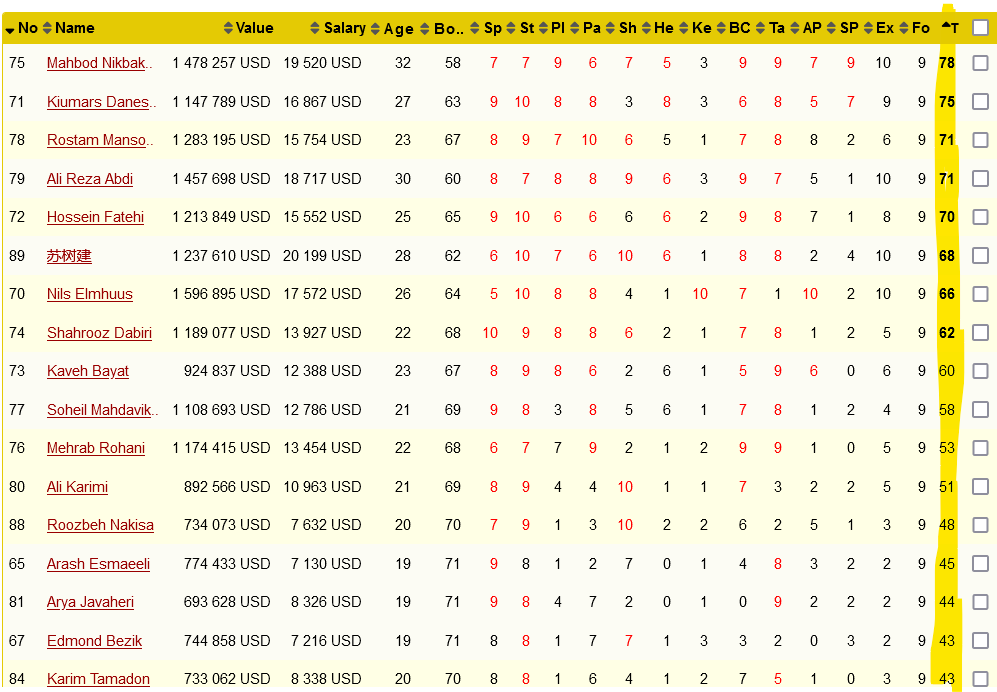 No Name Value Salary Age Bo.. Sp St Pl Pa Sh He Ke BC Ta AP SP Ex Fo T
75 Mahbod Nikbak.. 1 478 257 USD 19 520 USD 32 58 7 7 9 6 7 5 3 9 9 7 9 10 9 78
71 Kiumars Danes.. 1 147 789 USD 16 867 USD 27 63 9 10 8 8 3 8 3 6 8 5 7 9 9 75
78 Rostam Manso.. 1 283 195 USD 15 754 USD 23 67 8 9 7 10 6 5 1 7 8 8 2 6 9 71
79 Ali Reza Abdi 1 457 698 USD 18 717 USD 30 60 8 7 8 8 9 6 3 9 7 5 1 10 9 71
72 Hossein Fatehi 1 213 849 USD 15 552 USD 25 65 9 10 6 6 6 6 2 9 8 7 1 8 9 70
89 苏树建 1 237 610 USD 20 199 USD 28 62 6 10 7 6 10 6 1 8 8 2 4 10 9 68
70 Nils Elmhuus 1 596 895 USD 17 572 USD 26 64 5 10 8 8 4 1 10 7 1 10 2 10 9 66
74 Shahrooz Dabiri 1 189 077 USD 13 927 USD 22 68 10 9 8 8 6 2 1 7 8 1 2 5 9 62
73 Kaveh Bayat 924 837 USD 12 388 USD 23 67 8 9 8 6 2 6 1 5 9 6 0 6 9 60
77 Soheil Mahdavik.. 1 108 693 USD 12 786 USD 21 69 9 8 3 8 5 6 1 7 8 1 2 4 9 58
76 Mehrab Rohani 1 174 415 USD 13 454 USD 22 68 6 7 7 9 2 1 2 9 9 1 0 5 9 53
80 Ali Karimi 892 566 USD 10 963 USD 21 69 8 9 4 4 10 1 1 7 3 2 2 5 9 51
88 Roozbeh Nakisa 734 073 USD 7 632 USD 20 70 7 9 1 3 10 2 2 6 2 5 1 3 9 48
65 Arash Esmaeeli 774 433 USD 7 130 USD 19 71 9 8 1 2 7 0 1 4 8 3 2 2 9 45
81 Arya Javaheri 693 628 USD 8 326 USD 19 71 9 8 4 7 2 0 1 0 9 2 2 2 9 44
67 Edmond Bezik 744 858 USD 7 216 USD 19 71 8 8 1 7 7 1 3 3 2 0 3 2 9 43
84 Karim Tamadon 733 062 USD 8 338 USD 20 70 8 8 1 6 4 1 2 7 5 1 0 3 9 43